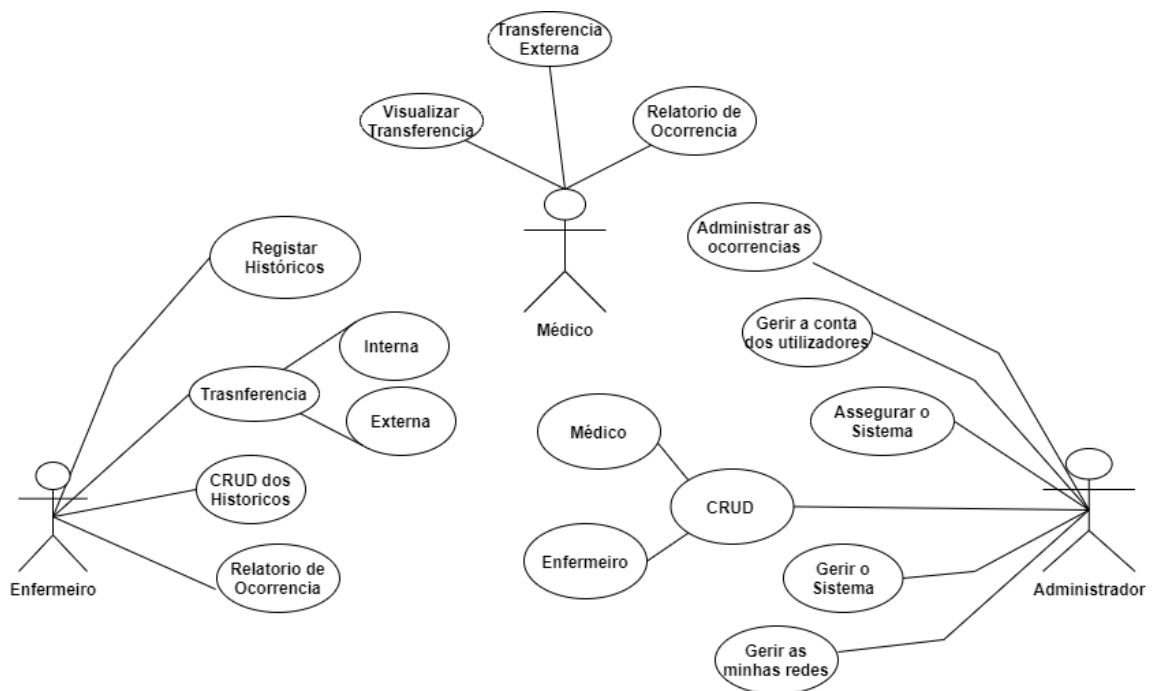 Transferencia
Externa
Visualizar
Transferencia
Relatorio de
Ocorrencia
Médico
Registar
Históricos
Interna
Trasnferencia
Externa
CRUD dos
Historicos
Relatorio de
Ocorrencia
Enfermeiro
Administrar as
ocorrencias
Gerir a conta
dos utilizadores
Assegurar o
Sistema
Médico
CRUD
Enfermeiro
Gerir o
Sistema
Gerir as
minhas redes
Administrador